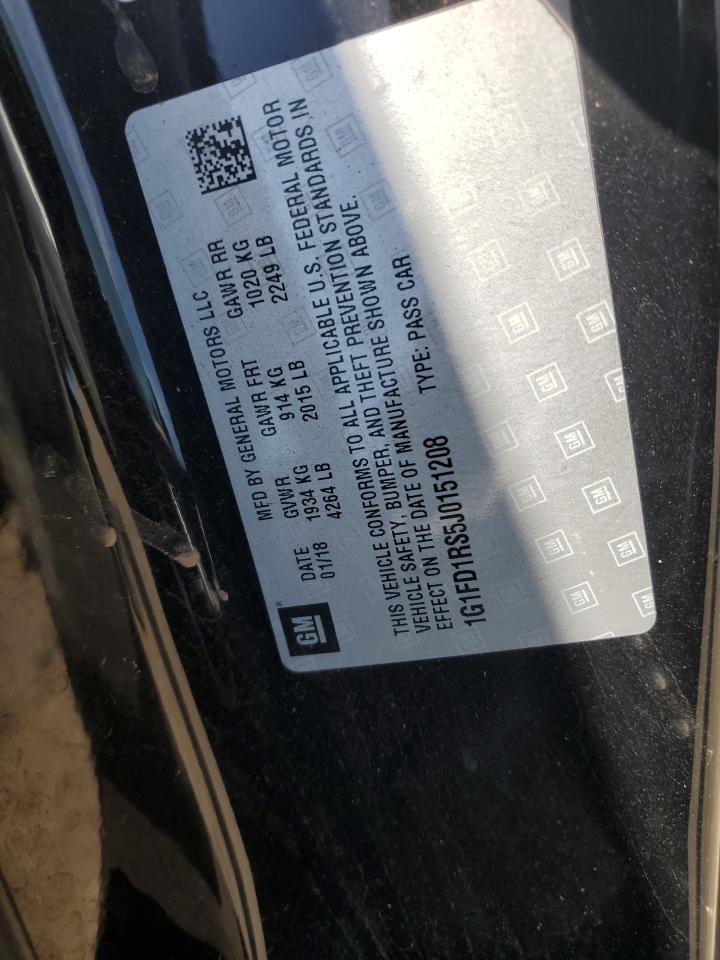 GM®
MFD BY GENERAL MOTORS LLC
DATE GVWR GAWR FRT GAWR RR
01/18 1934 KG 914 KG 1020 KG
4264 LB 2015 LB 2249 LB
THIS VEHICLE CONFORMS TO ALL APPLICABLE U.S. FEDERAL MOTOR
VEHICLE SAFETY, BUMPER, AND THEFT PREVENTION STANDARDS IN
EFFECT ON THE DATE OF MANUFACTURE SHOWN ABOVE.
1G1FD1RS5J0151208 TYPE: PASS CAR